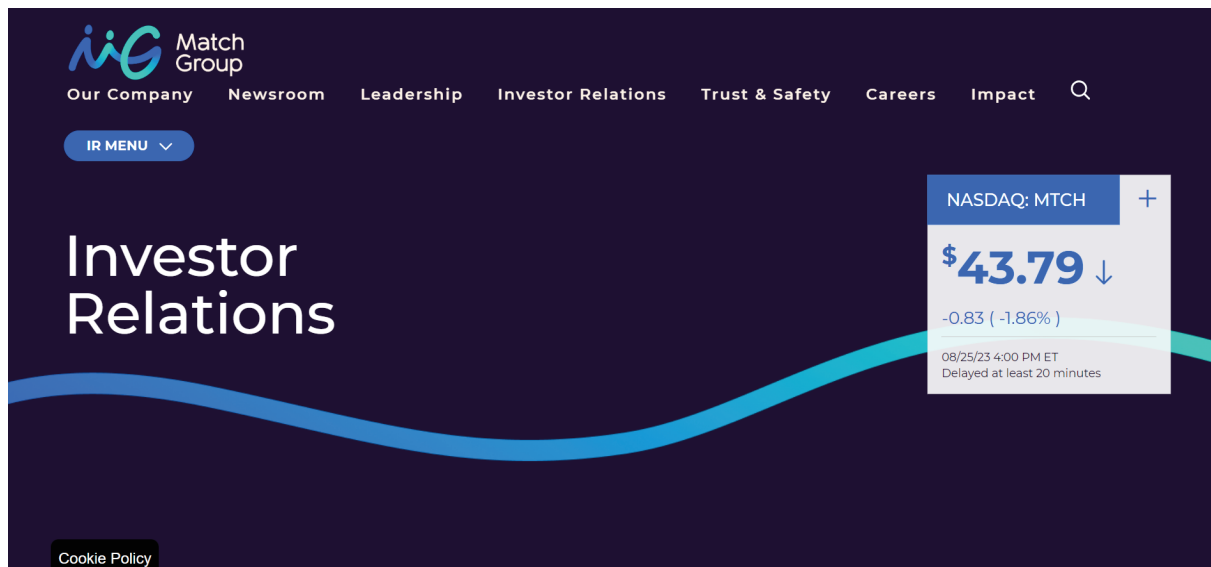 Match
Group
Our Company Newsroom Leadership Investor Relations Trust & Safety Careers Impact
IR MENU
NASDAQ: MTCH +
$43.79 ↓
-0.83 ( -1.86% )
08/25/23 4:00 PM ET
Delayed at least 20 minutes
Investor
Relations
Cookie Policy